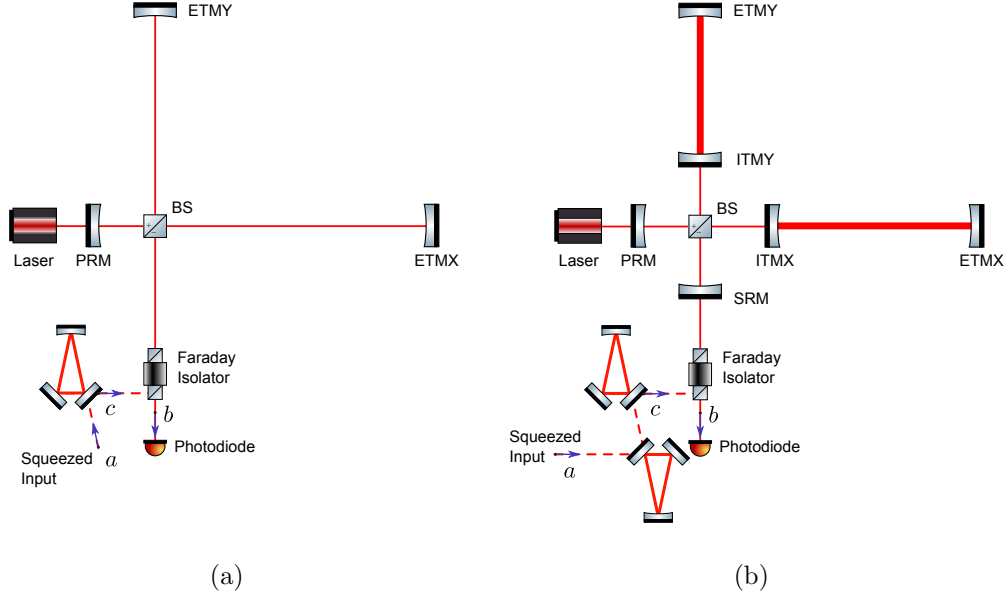 ETMY
BS
Laser
PRM
ETMX
Faraday
Isolator
c
b
Squeezed
Input
a
Photodiode
(a)
ETMY
ITMY
BS
Laser
PRM
ITMX
ETMX
SRM
Faraday
Isolator
c
b
Squeezed
Input
a
Photodiode
(b)